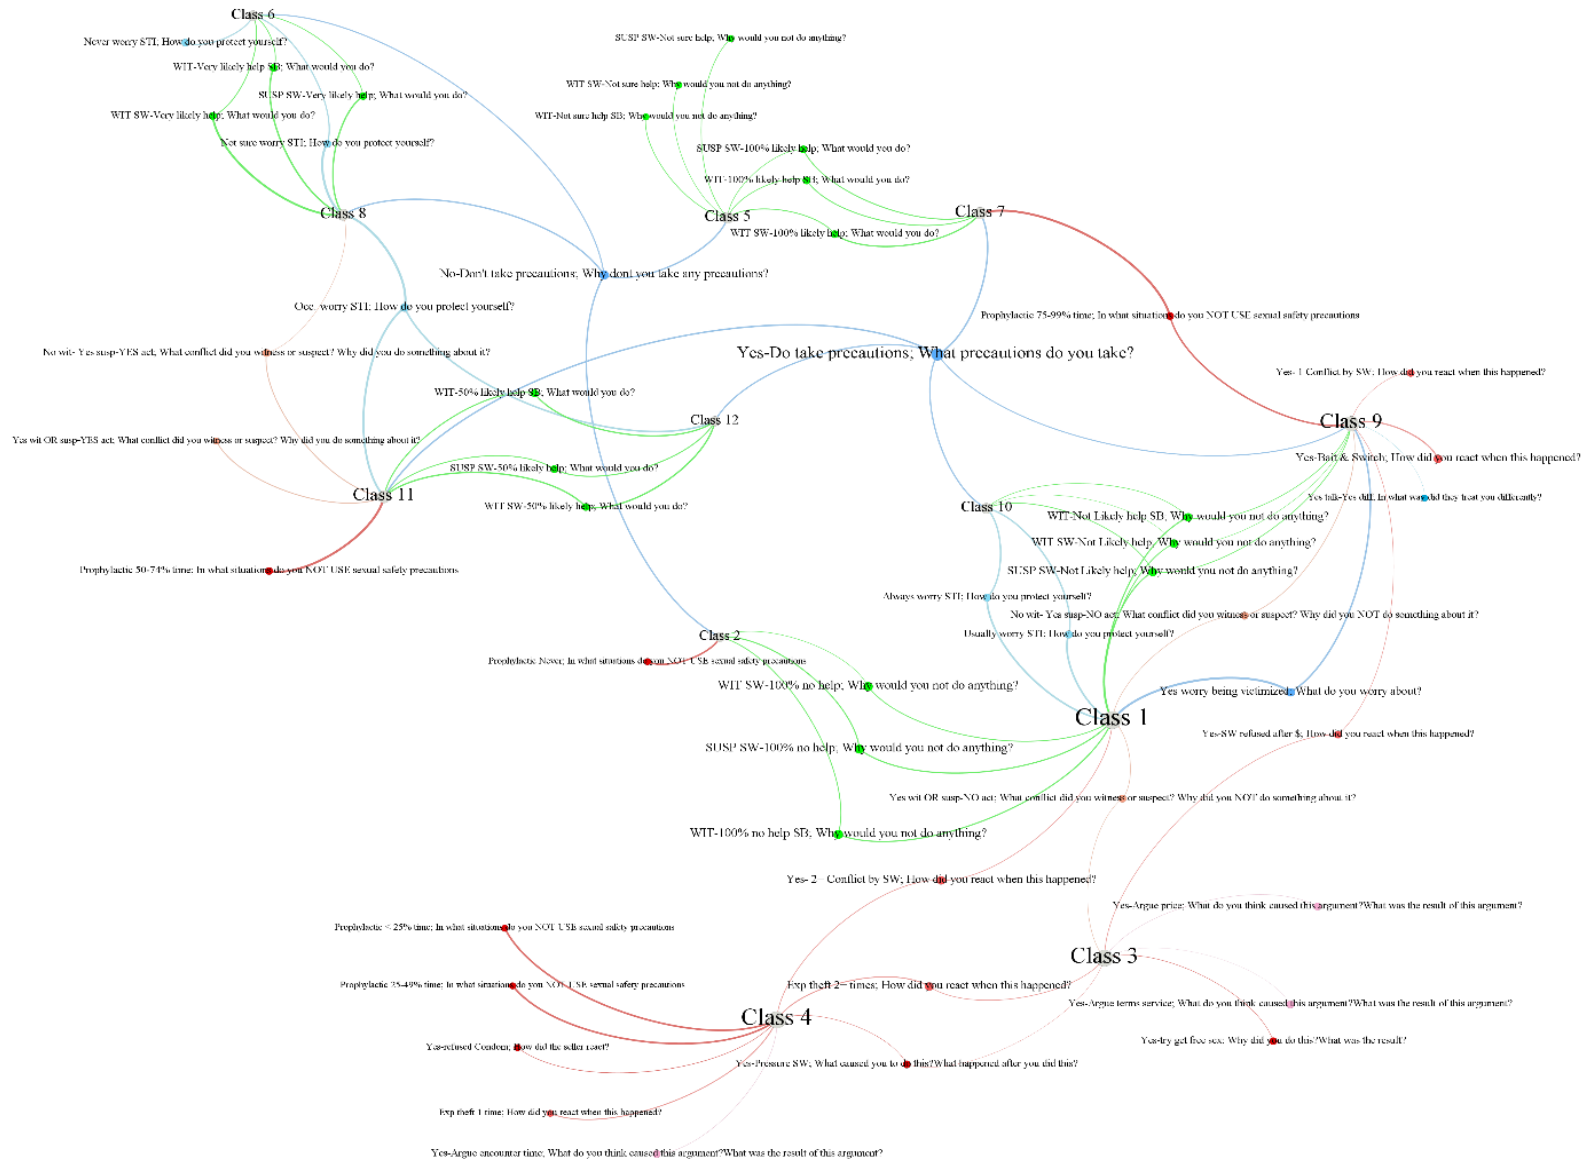 Class 6
Never worry STI; How do you protect yourself?
SUSP SW-Not sure help; Why would you not do anything?
WIT-Very likely help SB; What would you do?
WIT SW-Not sure help; Why would you not do anything?
SUSP SW-Very likely help; What would you do?
WIT SW-Very likely help; What would you do?
WIT-Not sure help SB; Why would you not do anything?
Not sure worry STI; How do you protect yourself?
SUSP SW-100% likely help; What would you do?
WIT-100% likely help SB; What would you do?
Class 8
Class 5
Class 7
WIT SW-100% likely help; What would you do?
No-Don't take precautions; Why dont you take any precautions?
Occ. worry STI; How do you protect yourself?
Prophylactic 75-99% time; In what situations do you NOT USE sexual safety precautions
No wit- Yes susp-YES act; What conflict did you witness or suspect? Why did you do something about it?
Yes-Do take precautions; What precautions do you take?
Yes- 1 Conflict by SW; How did you react when this happened?
WIT-50% likely help SB; What would you do?
Class 12
Class 9
Yes wit OR susp-YES act; What conflict did you witness or suspect? Why did you do something about it?
Yes-Bait & Switch; How did you react when this happened?
SUSP SW-50% likely help; What would you do?
Class 11
Yes talk-Yes diff; In what was did they treat you differently?
WIT SW-50% likely help; What would you do?
Class 10
WIT-Not Likely help SB; Why would you not do anything?
WIT SW-Not Likely help; Why would you not do anything?
Prophylactic 50-74% time; In what situations do you NOT USE sexual safety precautions
SUSP SW-Not Likely help; Why would you not do anything?
Always worry STI; How do you protect yourself?
No wit- Yes susp-NO act; What conflict did you witness or suspect? Why did you NOT do something about it?
Class 2
Usually worry STI; How do you protect yourself?
Prophylactic Never; In what situations do you NOT USE sexual safety precautions
WIT SW-100% no help; Why would you not do anything?
Yes worry being victimized; What do you worry about?
Class 1
Yes-SW refused after $; How did you react when this happened?
SUSP SW-100% no help; Why would you not do anything?
Yes wit OR susp-NO act; What conflict did you witness or suspect? Why did you NOT do something about it?
WIT-100% no help SB; Why would you not do anything?
Yes- 2+ Conflict by SW; How did you react when this happened?
Yes-Argue price; What do you think caused this argument?What was the result of this argument?
Prophylactic < 25% time; In what situations do you NOT USE sexual safety precautions
Class 3
Prophylactic 25-49% time; In what situations do you NOT USE sexual safety precautions
Exp theft 2+ times; How did you react when this happened?
Yes-Argue terms service; What do you think caused this argument?What was the result of this argument?
Class 4
Yes-refused Condom; How did the seller react?
Yes-try get free sex; Why did you do this?What was the result?
Yes-Pressure SW; What caused you to do this?What happened after you did this?
Exp theft 1 time; How did you react when this happened?
Yes-Argue encounter time; What do you think caused this argument?What was the result of this argument?